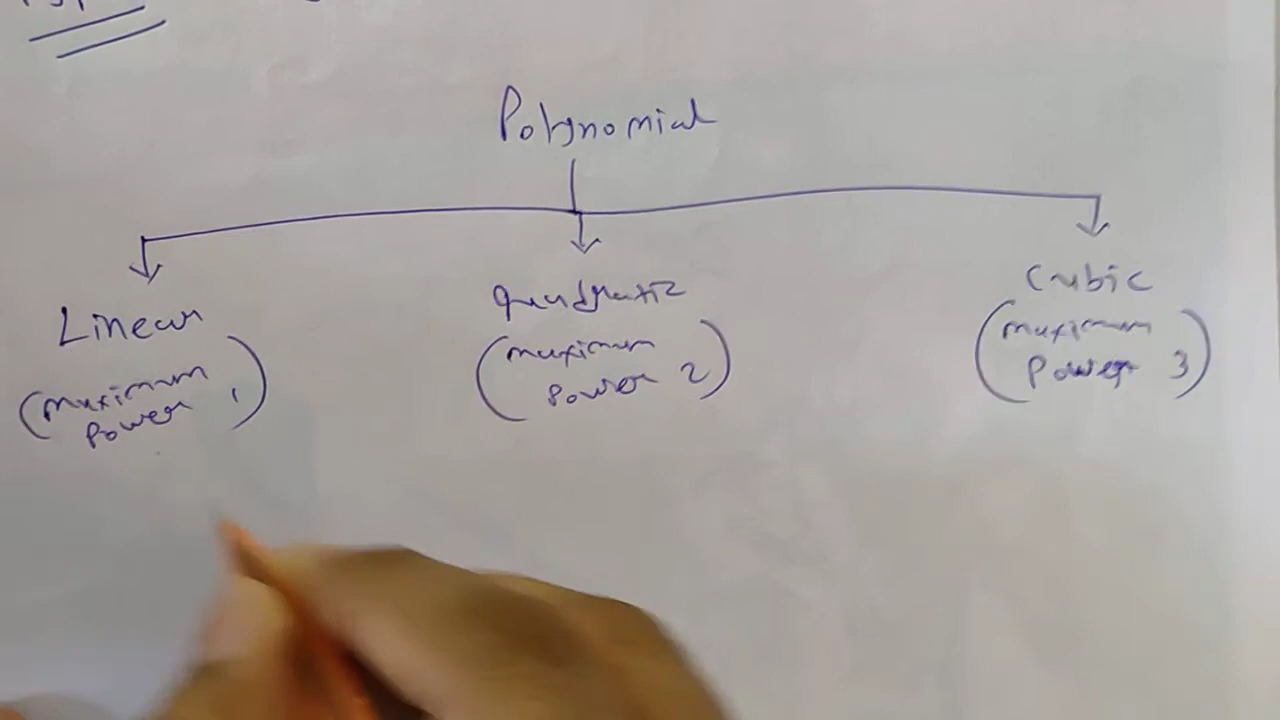 Polynomial
Linear
(maximum
power 1)
quadratic
(maximum
power 2)
Cubic
(maximum
power 3)